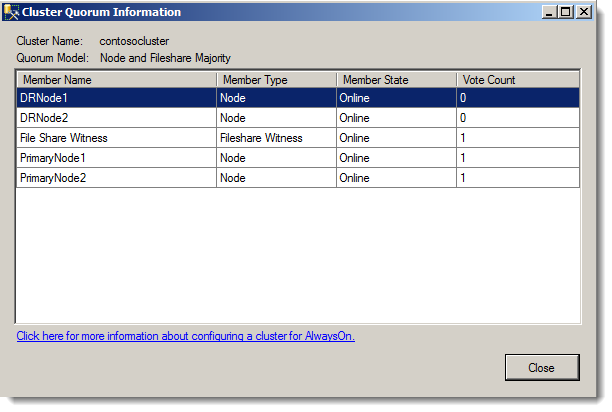 Cluster Quorum Information
Cluster Name: contosocluster
Quorum Model: Node and Fileshare Majority
Member Name Member Type Member State Vote Count
DRNode1 Node Online 0
DRNode2 Node Online 0
File Share Witness Fileshare Witness Online 1
PrimaryNode1 Node Online 1
PrimaryNode2 Node Online 1
Click here for more information about configuring a cluster for AlwaysOn.
Close